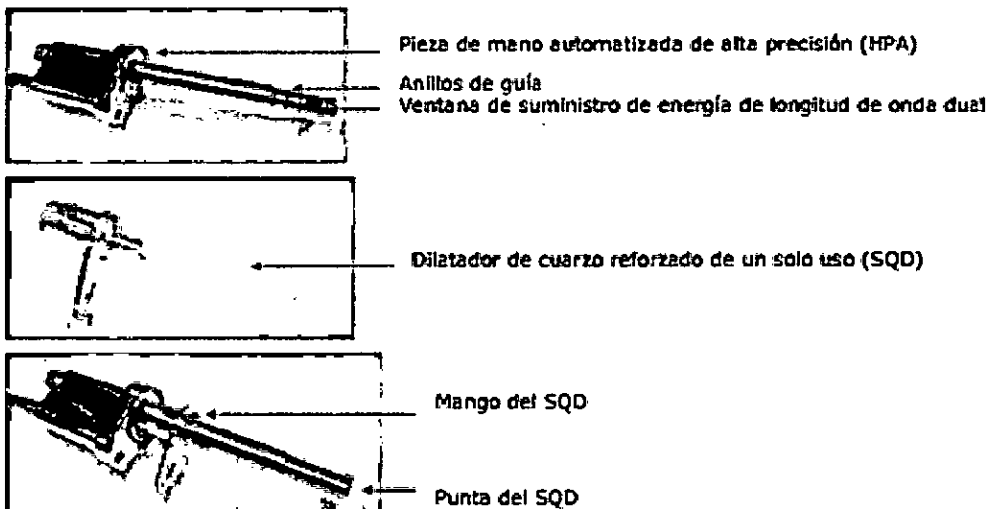 Pieza de mano automatizada de alta precisión (HPA)
Anillos de guía
Ventana de suministro de energía de longitud de onda dual
Dilatador de cuarzo reforzado de un solo uso (SQD)
Mango del SQD
Punta del SQD